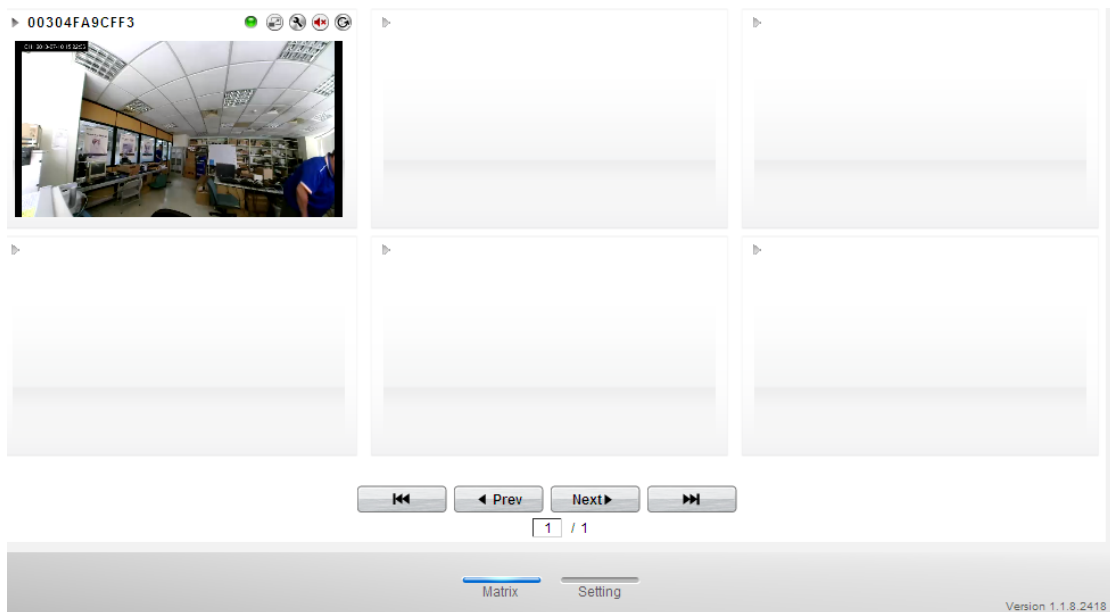 00304FA9CFF3
Prev
Next
1 / 1
Matrix
Setting
Version 1.1.8.2418